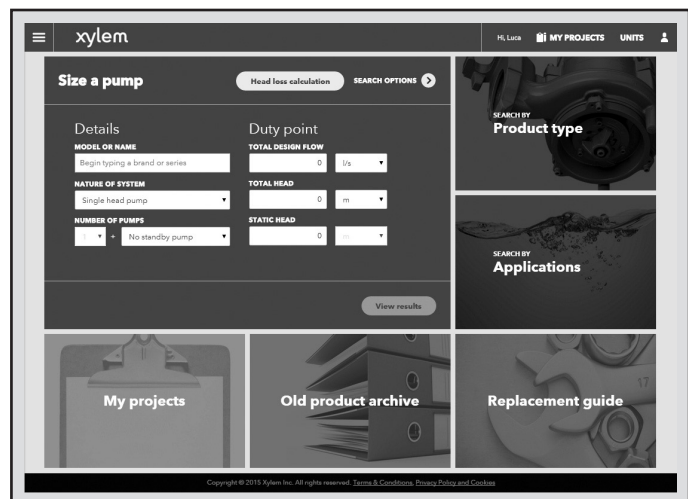 xylem
Hi, Luca
MY PROJECTS
UNITS
Size a pump
Head loss calculation
SEARCH OPTIONS
Details
MODEL OR NAME
Begin typing a brand or series
NATURE OF SYSTEM
Single head pump
NUMBER OF PUMPS
1 + No standby pump
Duty point
TOTAL DESIGN FLOW
0 l/s
TOTAL HEAD
0 m
STATIC HEAD
0 m
View results
SEARCH BY
Product type
SEARCH BY
Applications
My projects
Old product archive
Replacement guide
17
Copyright © 2015 Xylem Inc. All rights reserved. Terms & Conditions, Privacy Policy and Cookies